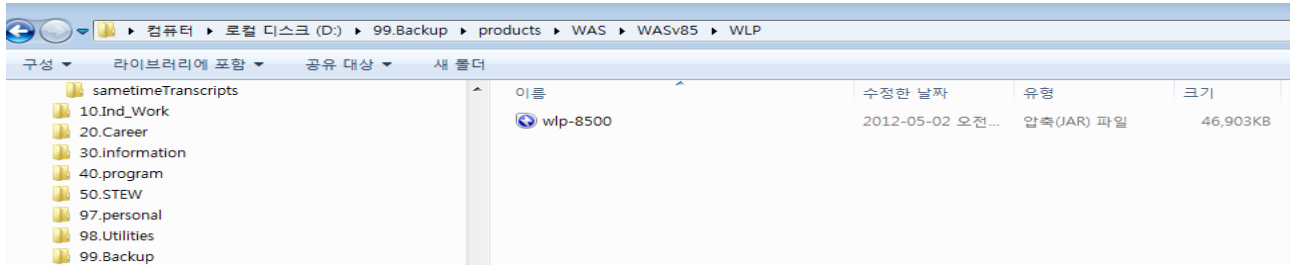 컴퓨터 ▸ 로컬 디스크 (D:) ▸ 99.Backup ▸ products ▸ WAS ▸ WASv85 ▸ WLP
구성 라이브러리에 포함 공유 대상 새 폴더
sametimeTranscripts
10.Ind_Work
20.Career
30.information
40.program
50.STEW
97.personal
98.Utilities
99.Backup
이름 수정한 날짜 유형 크기
wlp-8500 2012-05-02 오전... 압축(JAR) 파일 46,903KB